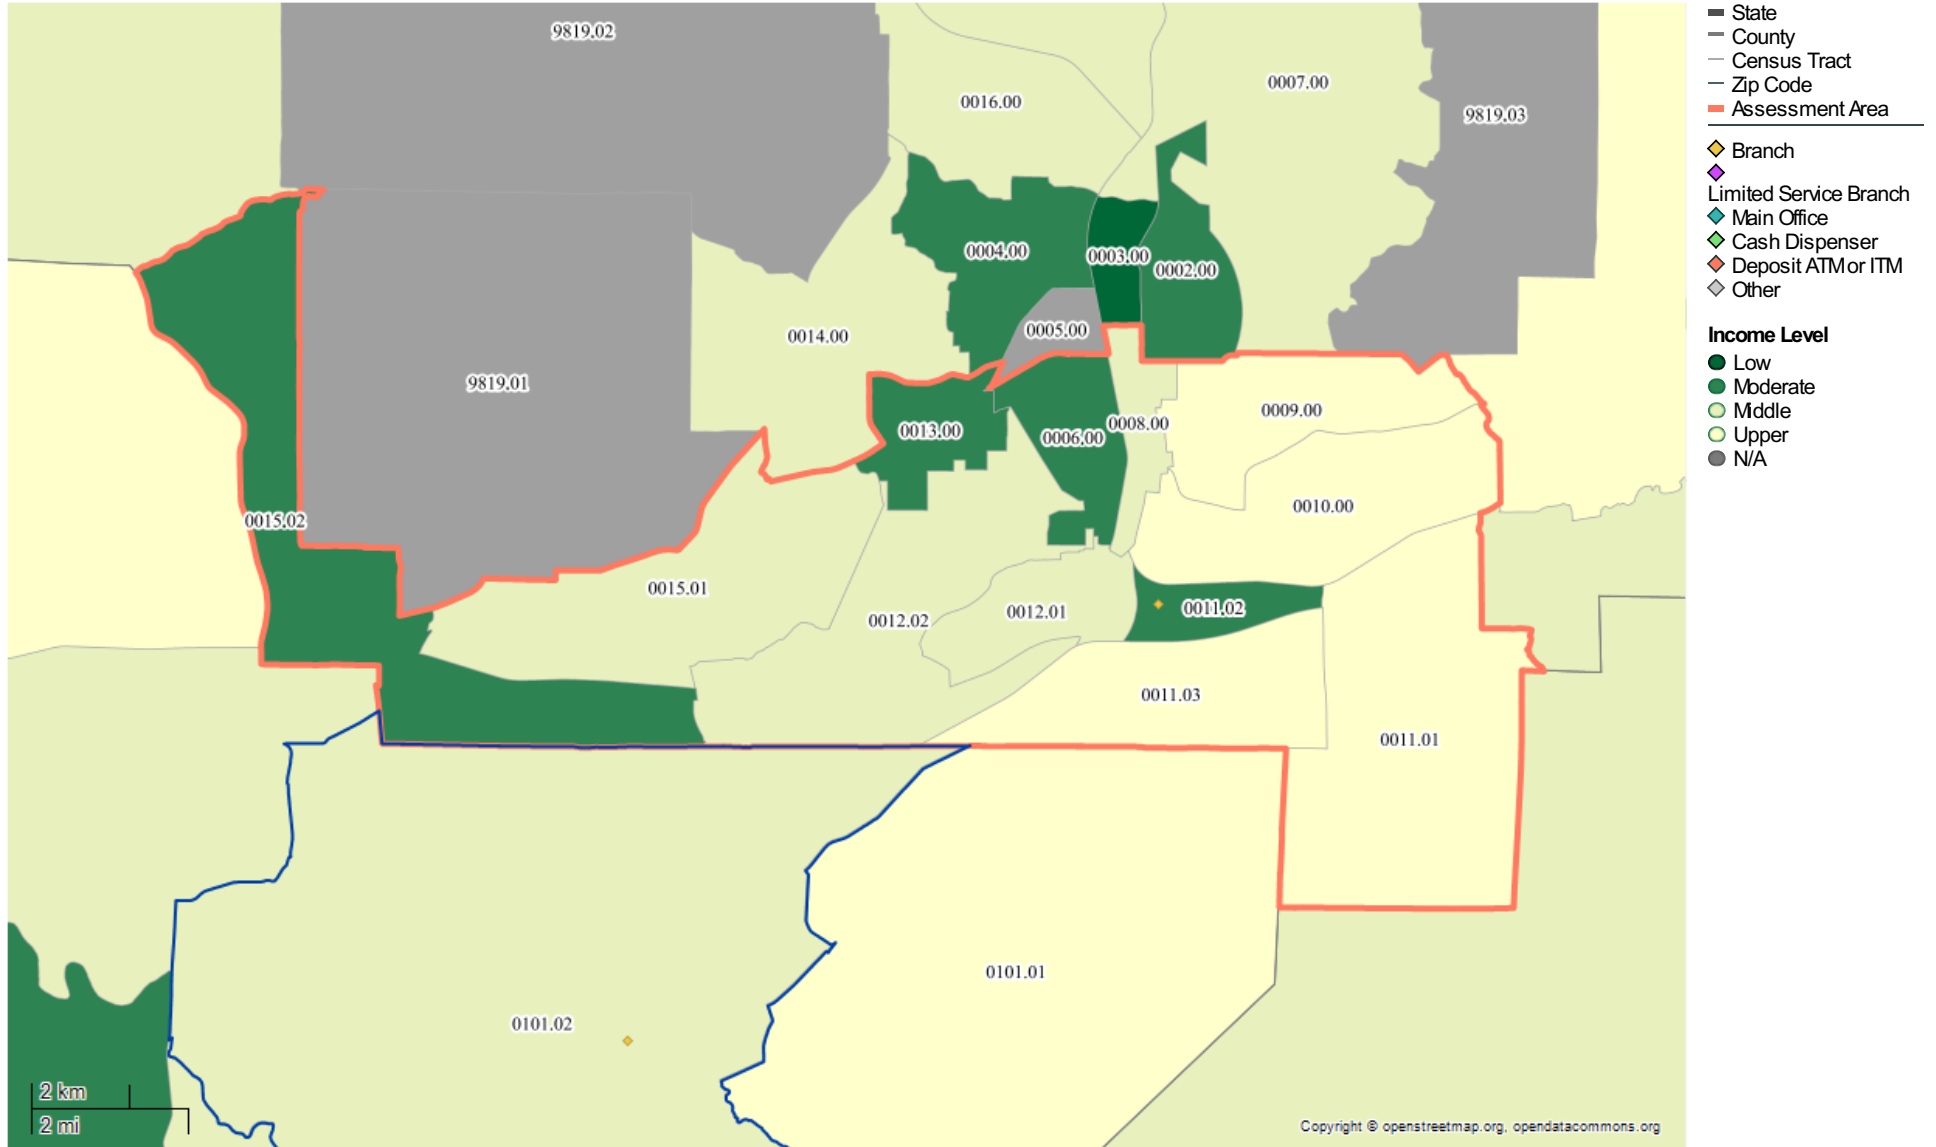 9819.02
0016.00
0007.00
9819.03
0004.00
0003.00
0002.00
0014.00
0005.00
9819.01
0013.00
0006.00
0008.00
0009.00
0010.00
0015.02
0015.01
0012.02
0012.01
0011.02
0011.03
0011.01
0101.01
0101.02
2 km
2 mi
Copyright © openstreetmap.org, opendatacommons.org
State
County
Census Tract
Zip Code
Assessment Area
Branch
Limited Service Branch
Main Office
Cash Dispenser
Deposit ATM or ITM
Other
Income Level
Low
Moderate
Middle
Upper
N/A